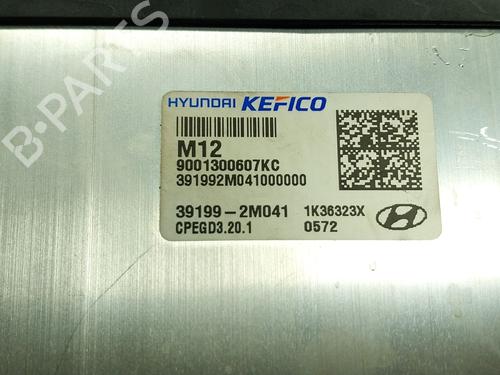 HYUNDAI KEFICO
M12
9001300607KC
391992M041000000
39199-2M041 1K36323X
CPEGD3.20.1 0572
B-PARTS